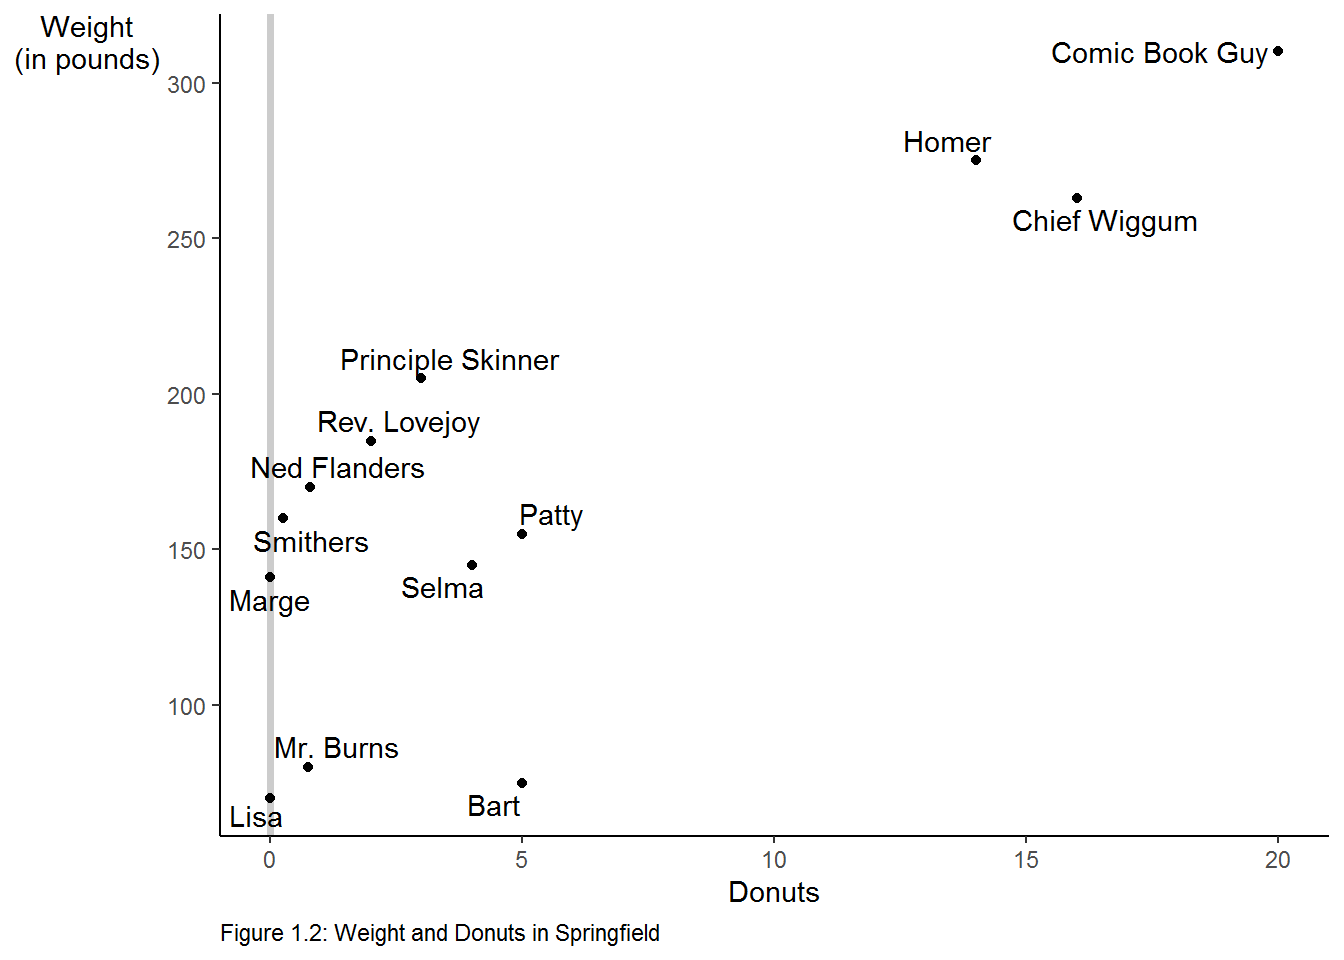 Weight
(in pounds)
Comic Book Guy
300
Homer
Chief Wiggum
250
Principle Skinner
200
Rev. Lovejoy
Ned Flanders
Patty
Smithers
150
Selma
Marge
100
Mr. Burns
Bart
Lisa
0 5 10 15 20
Donuts
Figure 1.2: Weight and Donuts in Springfield